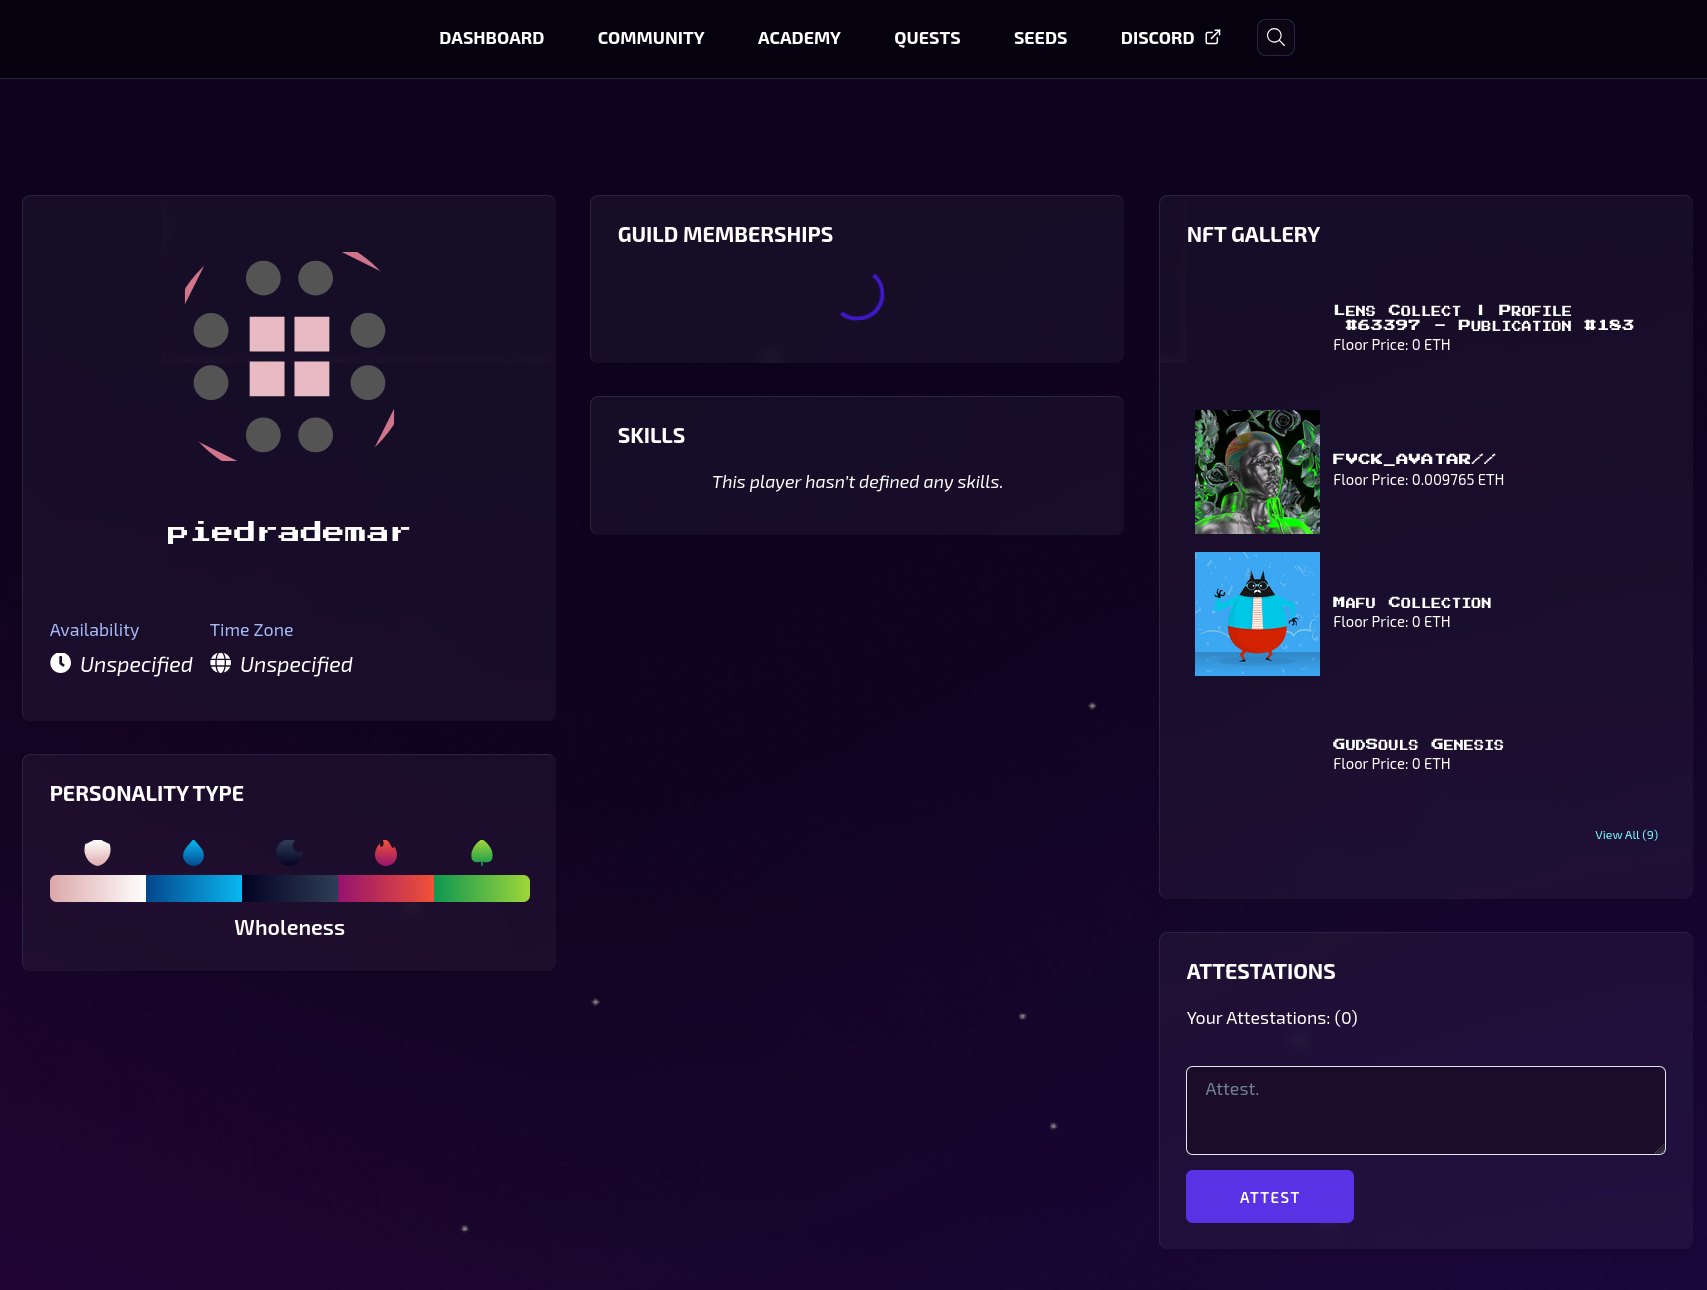 DASHBOARD COMMUNITY ACADEMY QUESTS SEEDS DISCORD
piedrademar
Availability Time Zone
Unspecified Unspecified
PERSONALITY TYPE
Wholeness
GUILD MEMBERSHIPS
SKILLS
This player hasn't defined any skills.
NFT GALLERY
Lens Collect | Profile
#63397 - Publication #183
Floor Price: 0 ETH
FVCK_AVATAR//
Floor Price: 0.009765 ETH
Mafu Collection
Floor Price: 0 ETH
GudSouls Genesis
Floor Price: 0 ETH
View All (9)
ATTESTATIONS
Your Attestations: (0)
Attest.
ATTEST